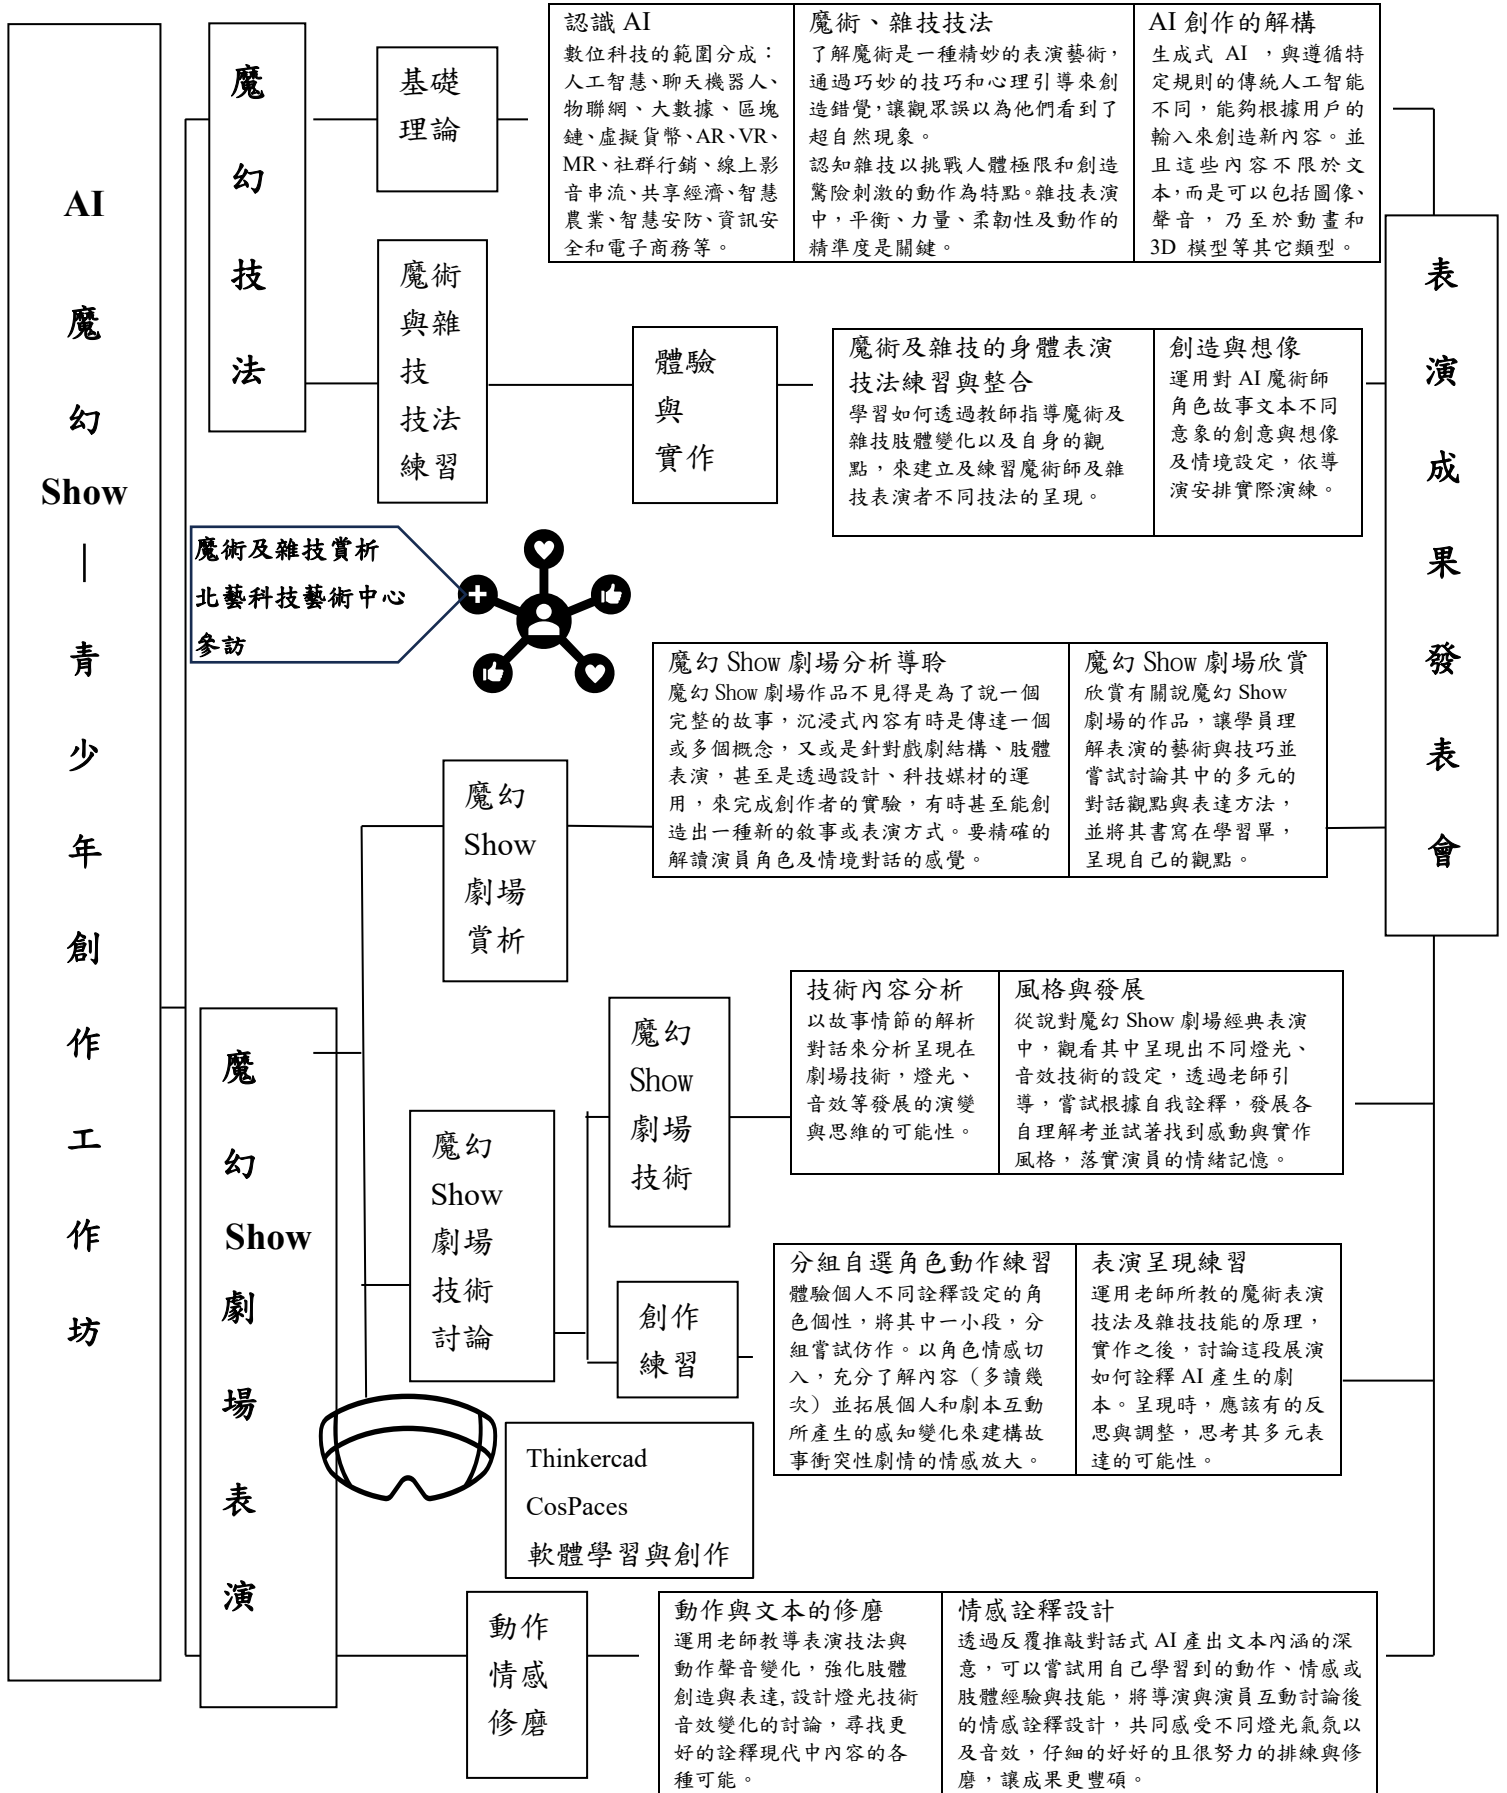 AI
魔
幻
Show
｜
青
少
年
創
作
工
作
坊
魔
幻
技
法
基礎
理論
認識 AI
數位科技的範圍分成：
人工智慧、聊天機器人、
物聯網、大數據、區塊
鏈、虛擬貨幣、AR、VR、
MR、社群行銷、線上影
音串流、共享經濟、智慧
農業、智慧安防、資訊安
全和電子商務等。
魔術、雜技技法
了解魔術是一種精妙的表演藝術，
通過巧妙的技巧和心理引導來創
造錯覺，讓觀眾誤以為他們看到了
超自然現象。
認知雜技以挑戰人體極限和創造
驚險刺激的動作為特點。雜技表演
中，平衡、力量、柔韌性及動作的
精準度是關鍵。
AI 創作的解構
生成式 AI ，與遵循特
定規則的傳統人工智能
不同，能夠根據用戶的
輸入來創造新內容。並
且這些內容不限於文
本，而是可以包括圖像、
聲音，乃至於動畫和
3D 模型等其它類型。
魔術
與雜
技
技法
練習
體驗
與
實作
魔術及雜技的身體表演
技法練習與整合
學習如何透過教師指導魔術及
雜技肢體變化以及自身的觀
點，來建立及練習魔術師及雜
技表演者不同技法的呈現。
創造與想像
運用對 AI 魔術師
角色故事文本不同
意象的創意與想像
及情境設定，依導
演安排實際演練。
表
演
成
果
發
表
會
魔術及雜技賞析
北藝科技藝術中心
參訪
魔
幻
Show
劇
場
表
演
魔幻
Show
劇場
賞析
魔幻 Show 劇場分析導聆
魔幻 Show 劇場作品不見得是為了說一個
完整的故事，沉浸式內容有時是傳達一個
或多個概念，又或是針對戲劇結構、肢體
表演，甚至是透過設計、科技媒材的運
用，來完成創作者的實驗，有時甚至能創
造出一種新的敘事或表演方式。要精確的
解讀演員角色及情境對話的感覺。
魔幻 Show 劇場欣賞
欣賞有關說魔幻 Show
劇場的作品，讓學員理
解表演的藝術與技巧並
嘗試討論其中的多元的
對話觀點與表達方法，
並將其書寫在學習單，
呈現自己的觀點。
魔幻
Show
劇場
技術
討論
魔幻
Show
劇場
技術
技術內容分析
以故事情節的解析
對話來分析呈現在
劇場技術，燈光、
音效等發展的演變
與思維的可能性。
風格與發展
從說對魔幻 Show 劇場經典表演
中，觀看其中呈現出不同燈光、
音效技術的設定，透過老師引
導，嘗試根據自我詮釋，發展各
自理解考並試著找到感動與實作
風格，落實演員的情緒記憶。
創作
練習
分組自選角色動作練習
體驗個人不同詮釋設定的角
色個性，將其中一小段，分
組嘗試仿作。以角色情感切
入，充分了解內容（多讀幾
次）並拓展個人和劇本互動
所產生的感知變化來建構故
事衝突性劇情的情感放大。
表演呈現練習
運用老師所教的魔術表演
技法及雜技技能的原理，
實作之後，討論這段展演
如何詮釋 AI 產生的劇
本。呈現時，應該有的反
思與調整，思考其多元表
達的可能性。
Thinkercad
CosPaces
軟體學習與創作
動作
情感
修磨
動作與文本的修磨
運用老師教導表演技法與
動作聲音變化，強化肢體
創造與表達,設計燈光技術
音效變化的討論，尋找更
好的詮釋現代中內容的各
種可能。
情感詮釋設計
透過反覆推敲對話式 AI 產出文本內涵的深
意，可以嘗試用自己學習到的動作、情感或
肢體經驗與技能，將導演與演員互動討論後
的情感詮釋設計，共同感受不同燈光氣氛以
及音效，仔細的好好的且很努力的排練與修
磨，讓成果更豐碩。